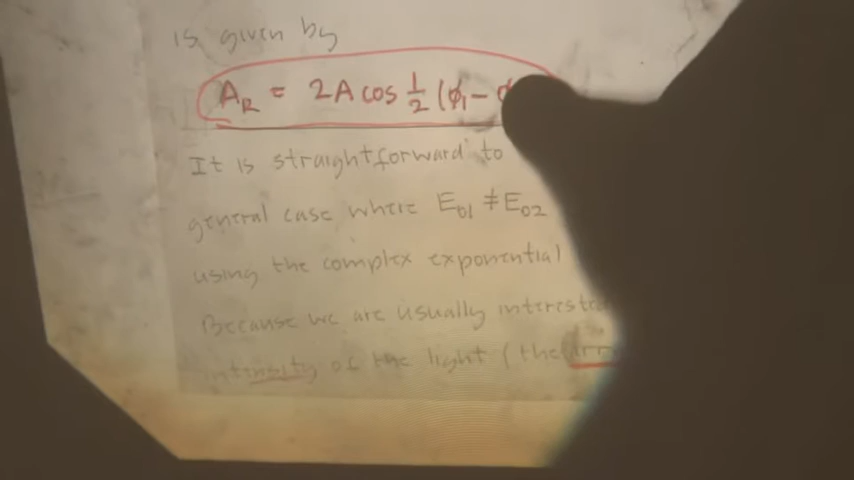 is given by
A_R = 2A cos 1/2 (ϕ₁ −
It is straightforward to
general case where E₀₁ ≠ E₀₂
using the complex exponential
Because we are usually
of the light (the